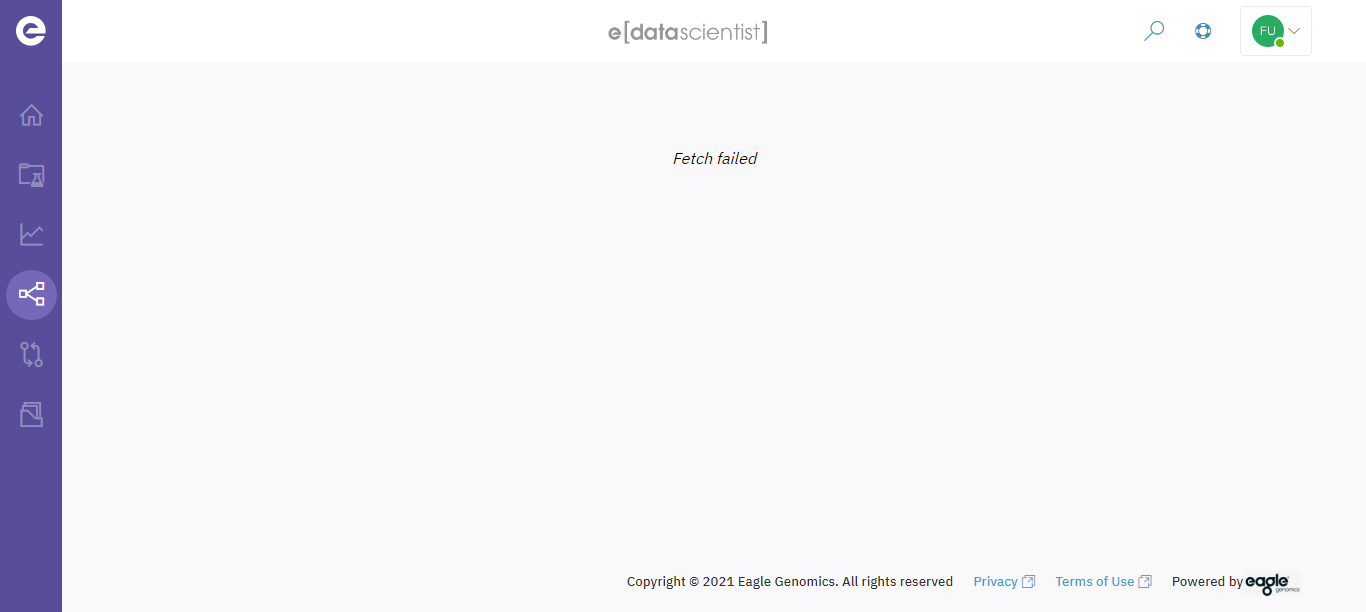 e[datascientist]
FU
Fetch failed
Copyright © 2021 Eagle Genomics. All rights reserved Privacy Terms of Use Powered by eagle genomics